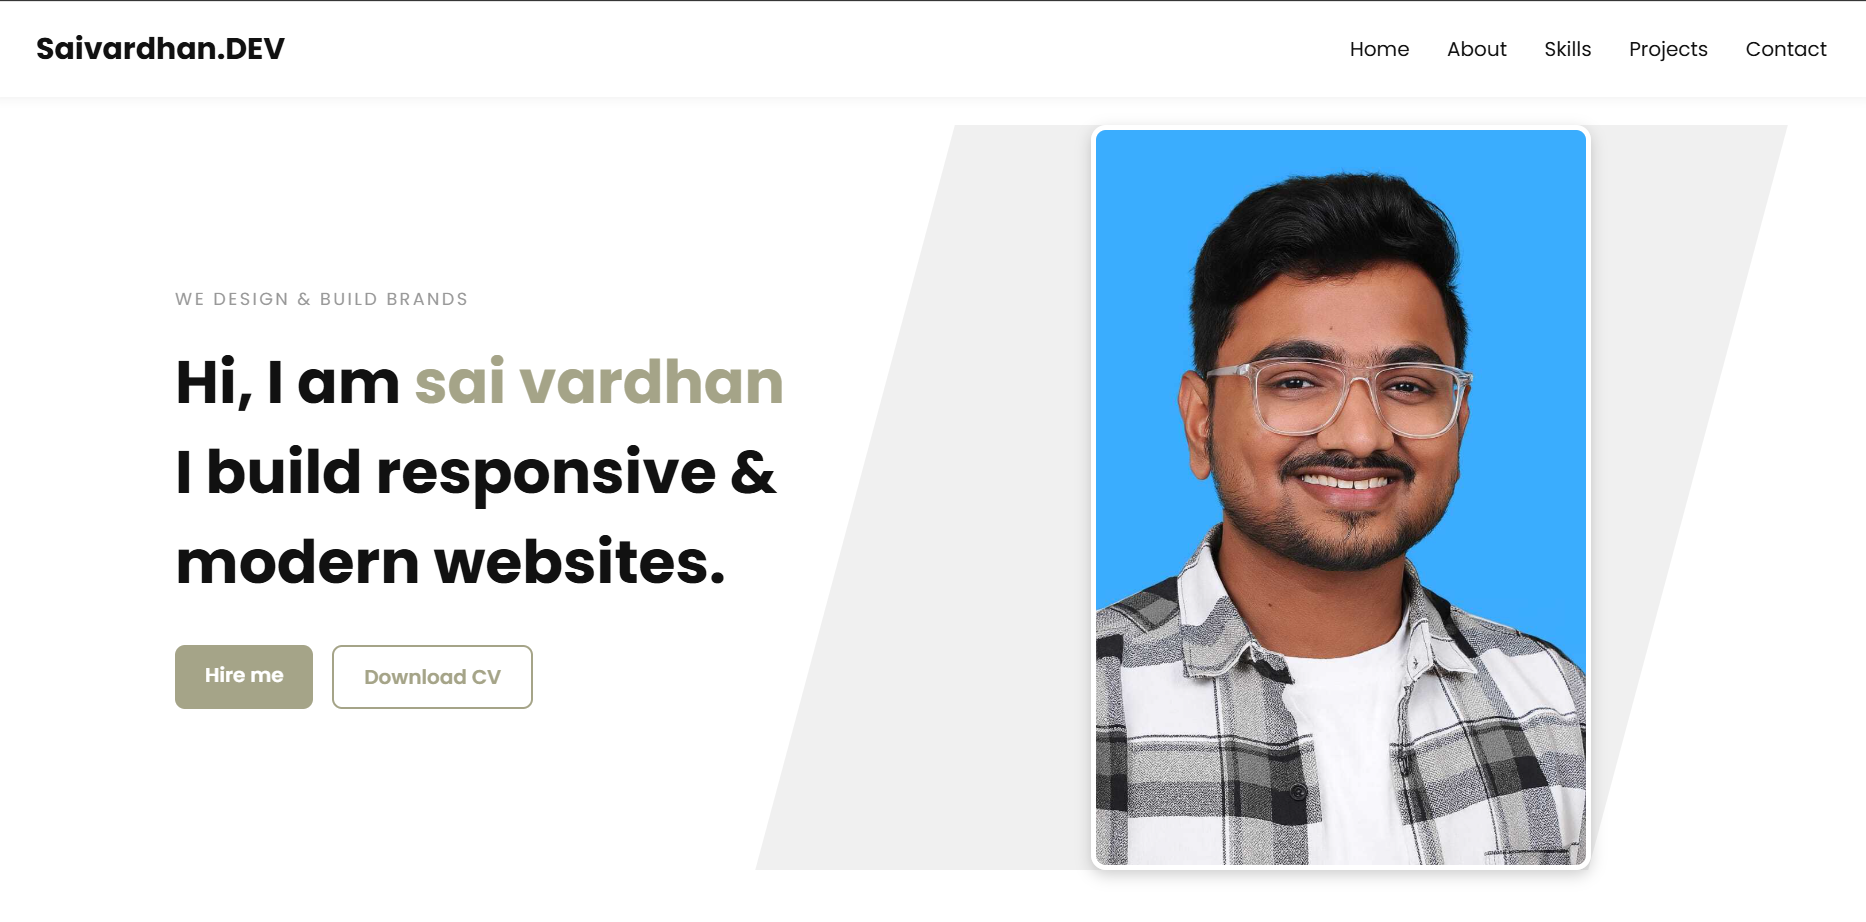 Saivardhan.DEV
Home About Skills Projects Contact
WE DESIGN & BUILD BRANDS
Hi, I am sai vardhan
I build responsive &
modern websites.
Hire me Download CV